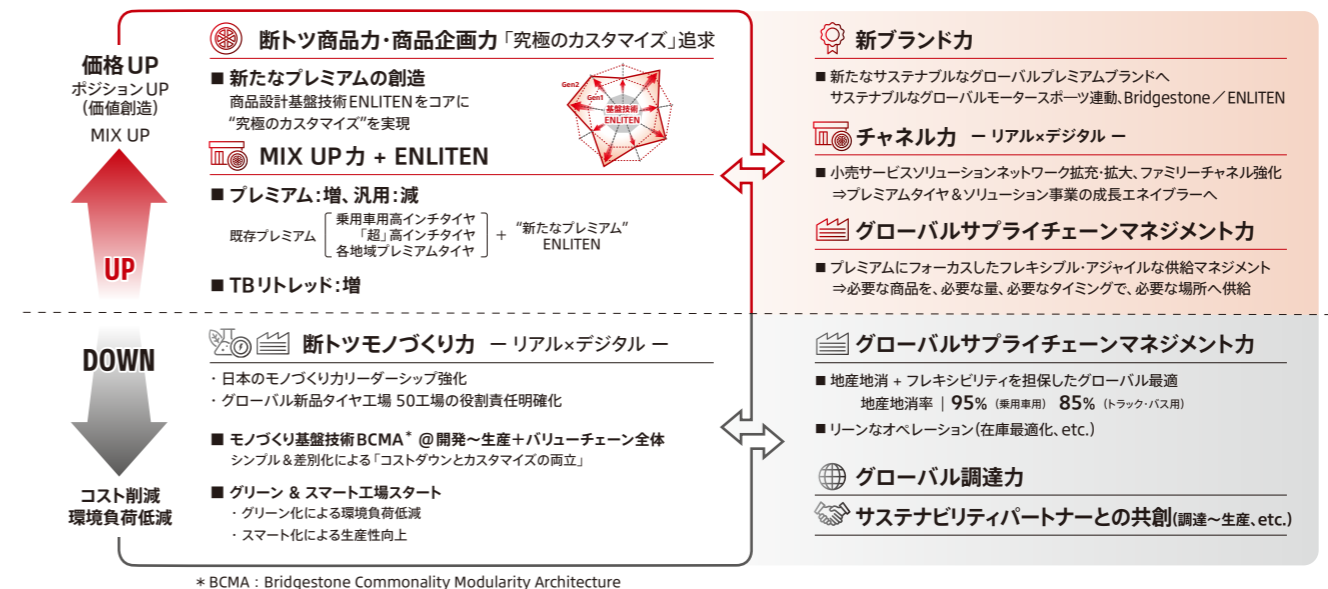 価格UP
ポジションUP
(価値創造)
MIX UP
UP
断トツ商品力・商品企画力「究極のカスタマイズ」追求
■ 新たなプレミアムの創造
商品設計基盤技術ENLITENをコアに
“究極のカスタマイズ”を実現
Gen2
Gen1
基盤技術
ENLITEN
MIX UP力 + ENLITEN
■ プレミアム:増、汎用:減
既存プレミアム
乗用車用高インチタイヤ
「超」高インチタイヤ
各地域プレミアムタイヤ
+
“新たなプレミアム”
ENLITEN
■ TBリトレッド:増
新ブランド力
■ 新たなサステナブルなグローバルプレミアムブランドへ
サステナブルなグローバルモータースポーツ連動、Bridgestone/ENLITEN
チャネル力 ー リアル×デジタル ー
■ 小売サービスソリューションネットワーク拡充・拡大、ファミリーチャネル強化
⇒プレミアムタイヤ&ソリューション事業の成長エネイブラーへ
グローバルサプライチェーンマネジメント力
■ プレミアムにフォーカスしたフレキシブル・アジャイルな供給マネジメント
⇒必要な商品を、必要な量、必要なタイミングで、必要な場所へ供給
DOWN
コスト削減
環境負荷低減
断トツモノづくり力 ー リアル×デジタル ー
・日本のモノづくり力リーダーシップ強化
・グローバル新品タイヤ工場 50工場の役割責任明確化
■ モノづくり基盤技術BCMA* @開発～生産+バリューチェーン全体
シンプル&差別化による「コストダウンとカスタマイズの両立」
■ グリーン & スマート工場スタート
・グリーン化による環境負荷低減
・スマート化による生産性向上
グローバルサプライチェーンマネジメント力
■ 地産地消 + フレキシビリティを担保したグローバル最適
地産地消率 | 95% (乗用車用) 85% (トラック・バス用)
■ リーンなオペレーション(在庫最適化、etc.)
グローバル調達力
サステナビリティパートナーとの共創(調達～生産、etc.)
* BCMA : Bridgestone Commonality Modularity Architecture